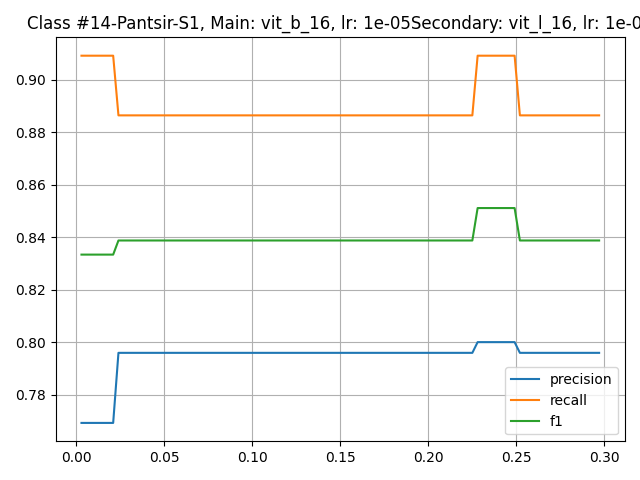 Class #14-Pantsir-S1, Main: vit_b_16, lr: 1e-05Secondary: vit_l_16, lr: 1e-0
0.90
0.88
0.86
0.84
0.82
0.80
0.78
precision
recall
f1
0.00 0.05 0.10 0.15 0.20 0.25 0.30